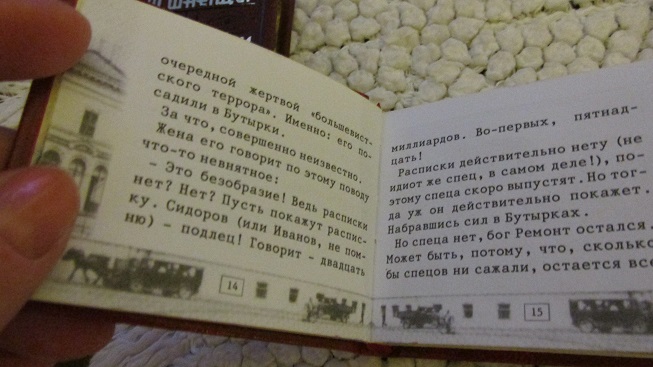 очередной жертвой «большевист-
ского террора». Именно: его по-
садили в Бутырки.
За что, совершенно неизвестно.
Жена его говорит по этому поводу
что-то невнятное:
– Это безобразие! Ведь расписки
нет? Нет? Пусть покажут распис-
ку. Сидоров (или Иванов, не пом-
ню) – подлец! Говорит – двадцать
14
миллиардов. Во-первых, пятнад-
цать!
Расписки действительно нету (не
идиот же спец, в самом деле!), по-
этому спеца скоро выпустят. Но тог-
да уж он действительно покажет.
Набравшись сил в Бутырках.
Но спеца нет, бог Ремонт остался.
Может быть, потому, что, сколько
бы спецов ни сажали, остается все
15